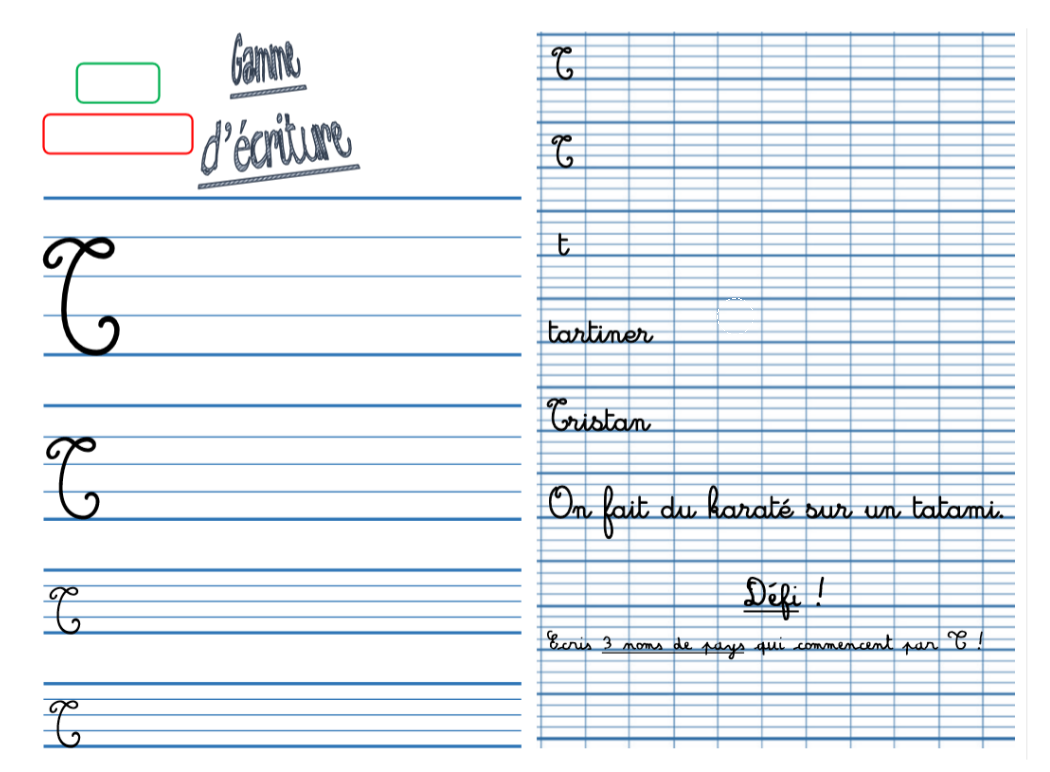 Gamme
d'écriture
T
T
T
T
T
T
t
tartiner
Tristan
On fait du karaté sur un tatami.
Défi !
Ecris 3 noms de pays qui commencent par T !